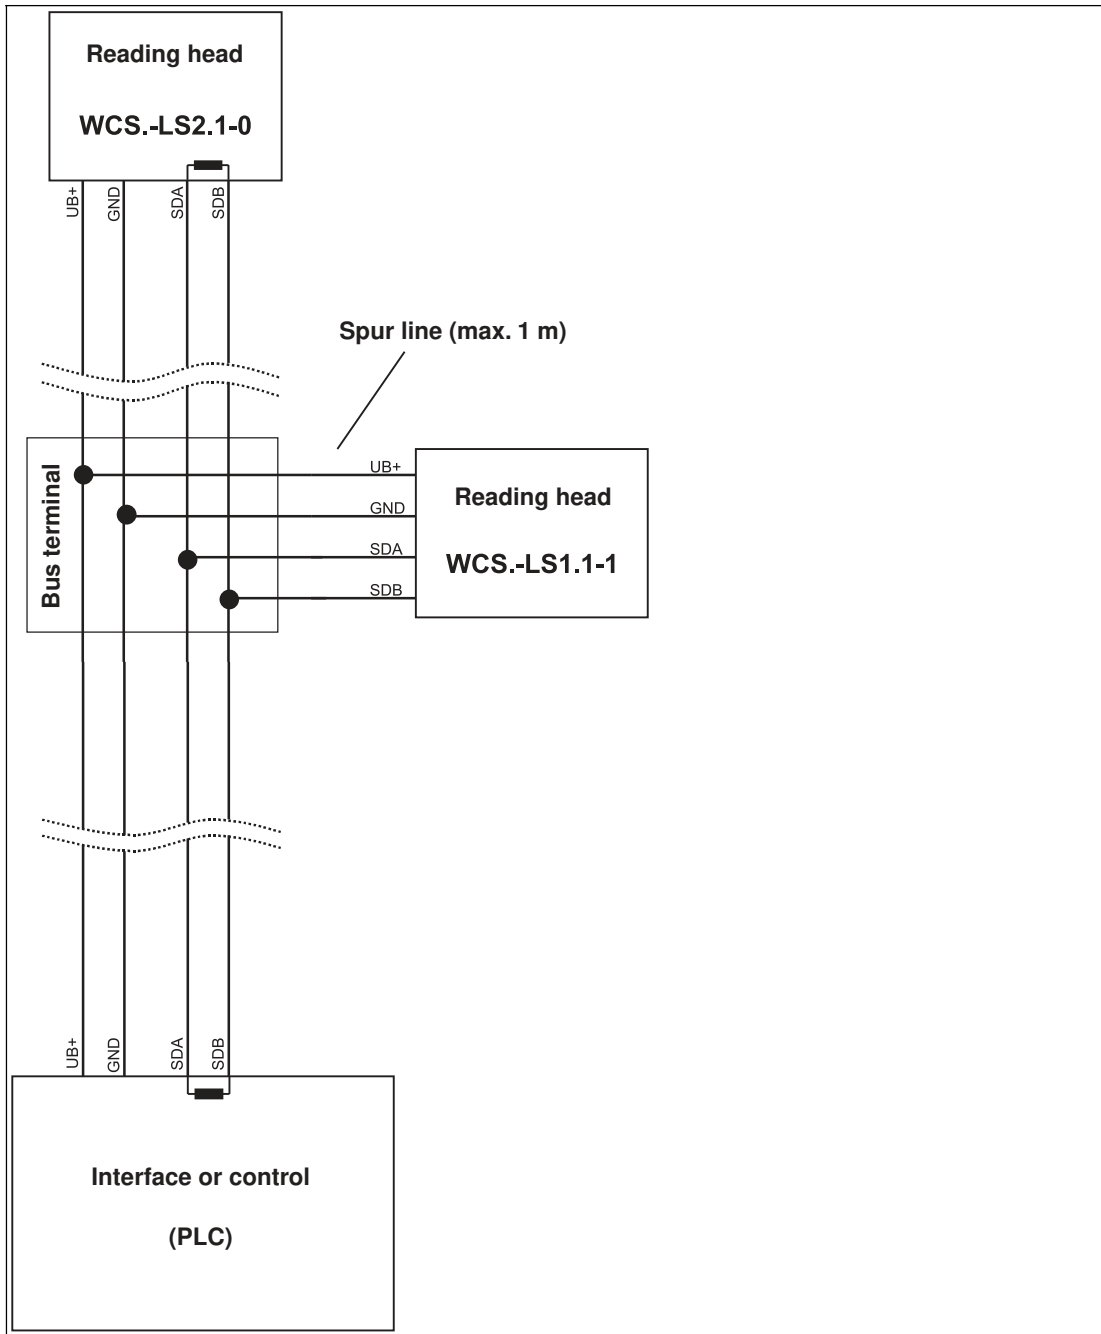 Reading head
WCS.-LS2.1-0
UB+
GND
SDA
SDB
Spur line (max. 1 m)
Bus terminal
UB+
GND
SDA
SDB
Reading head
WCS.-LS1.1-1
UB+
GND
SDA
SDB
Interface or control
(PLC)